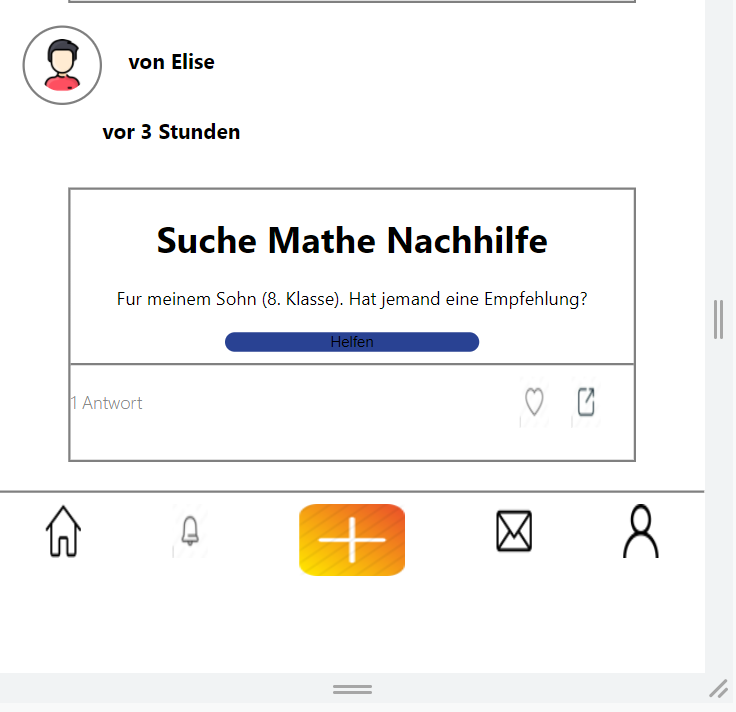 von Elise
vor 3 Stunden
Suche Mathe Nachhilfe
Fur meinem Sohn (8. Klasse). Hat jemand eine Empfehlung?
Helfen
1 Antwort